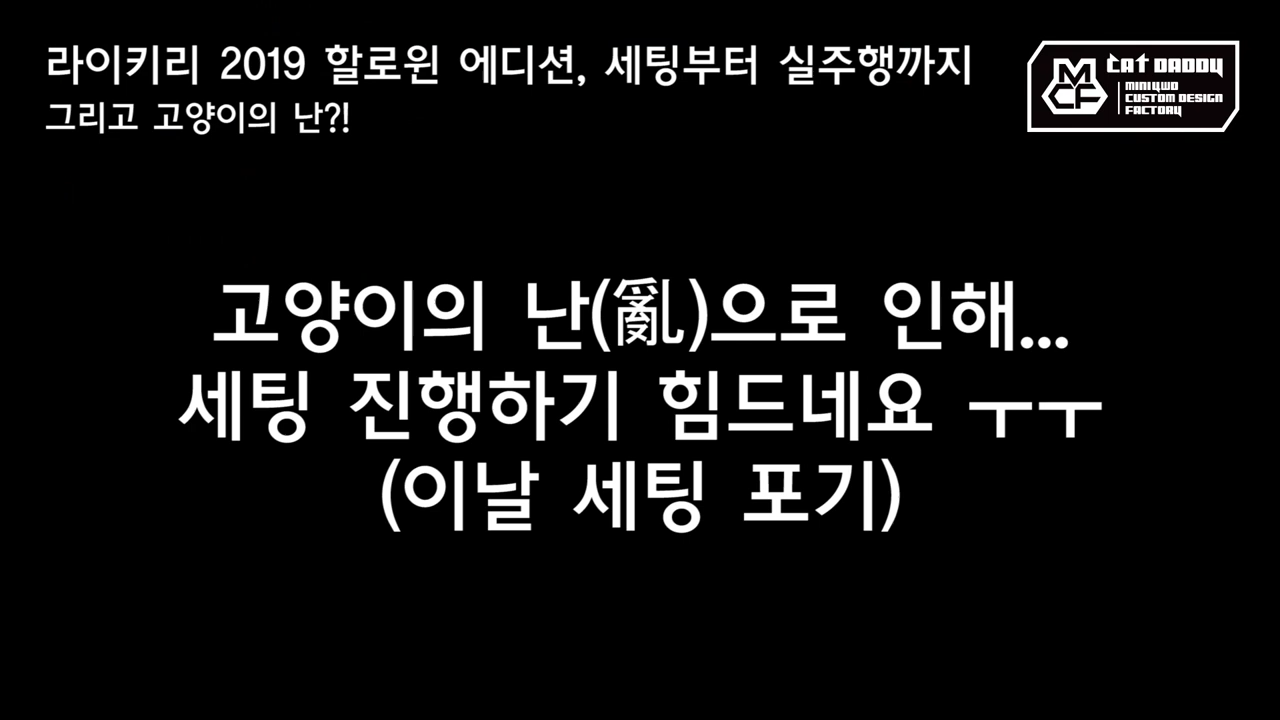 라이키리 2019 할로윈 에디션, 세팅부터 실주행까지
그리고 고양이의 난?!
MCF
CAT DADDY
MINI4WD
CUSTOM DESIGN
FACTORY
고양이의 난(亂)으로 인해...
세팅 진행하기 힘드네요 ㅜㅜ
(이날 세팅 포기)